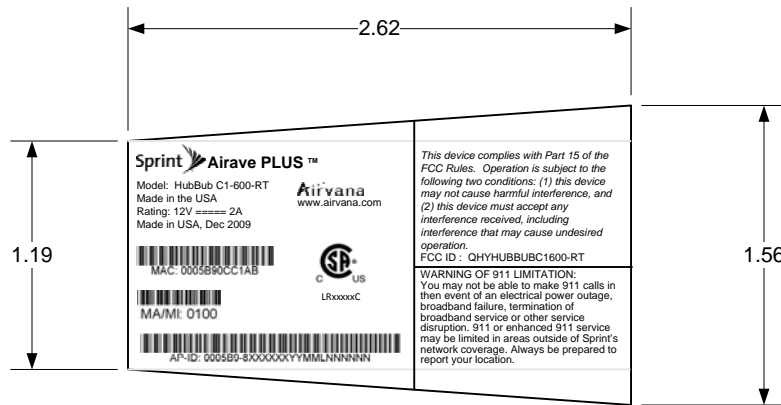 2.62
1.19
1.56
Sprint Airave PLUS ™
Model: HubBub C1-600-RT
Made in the USA
Rating: 12V ===== 2A
Made in USA, Dec 2009
Airvana
www.airvana.com
MAC: 0005B90CC1AB
MA/MI: 0100
AP-ID: 0005B9-8XXXXXXYYMMLNNNNNN
SA ®
C US
LRxxxxxC
This device complies with Part 15 of the
FCC Rules. Operation is subject to the
following two conditions: (1) this device
may not cause harmful interference, and
(2) this device must accept any
interference received, including
interference that may cause undesired
operation.
FCC ID : QHYHUBBUBC1600-RT
WARNING OF 911 LIMITATION:
You may not be able to make 911 calls in
then event of an electrical power outage,
broadband failure, termination of
broadband service or other service
disruption. 911 or enhanced 911 service
may be limited in areas outside of Sprint's
network coverage. Always be prepared to
report your location.